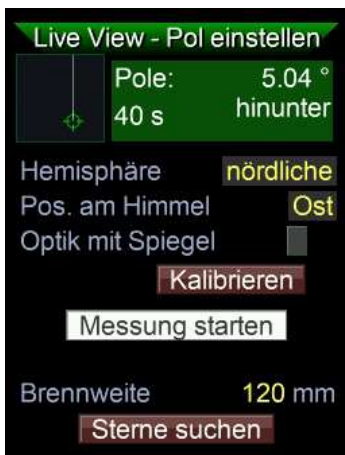 Live View - Pol einstellen
Pole: 5.04 °
40 s hinunter
Hemisphäre nördliche
Pos. am Himmel Ost
Optik mit Spiegel
Kalibrieren
Messung starten
Brennweite 120 mm
Sterne suchen